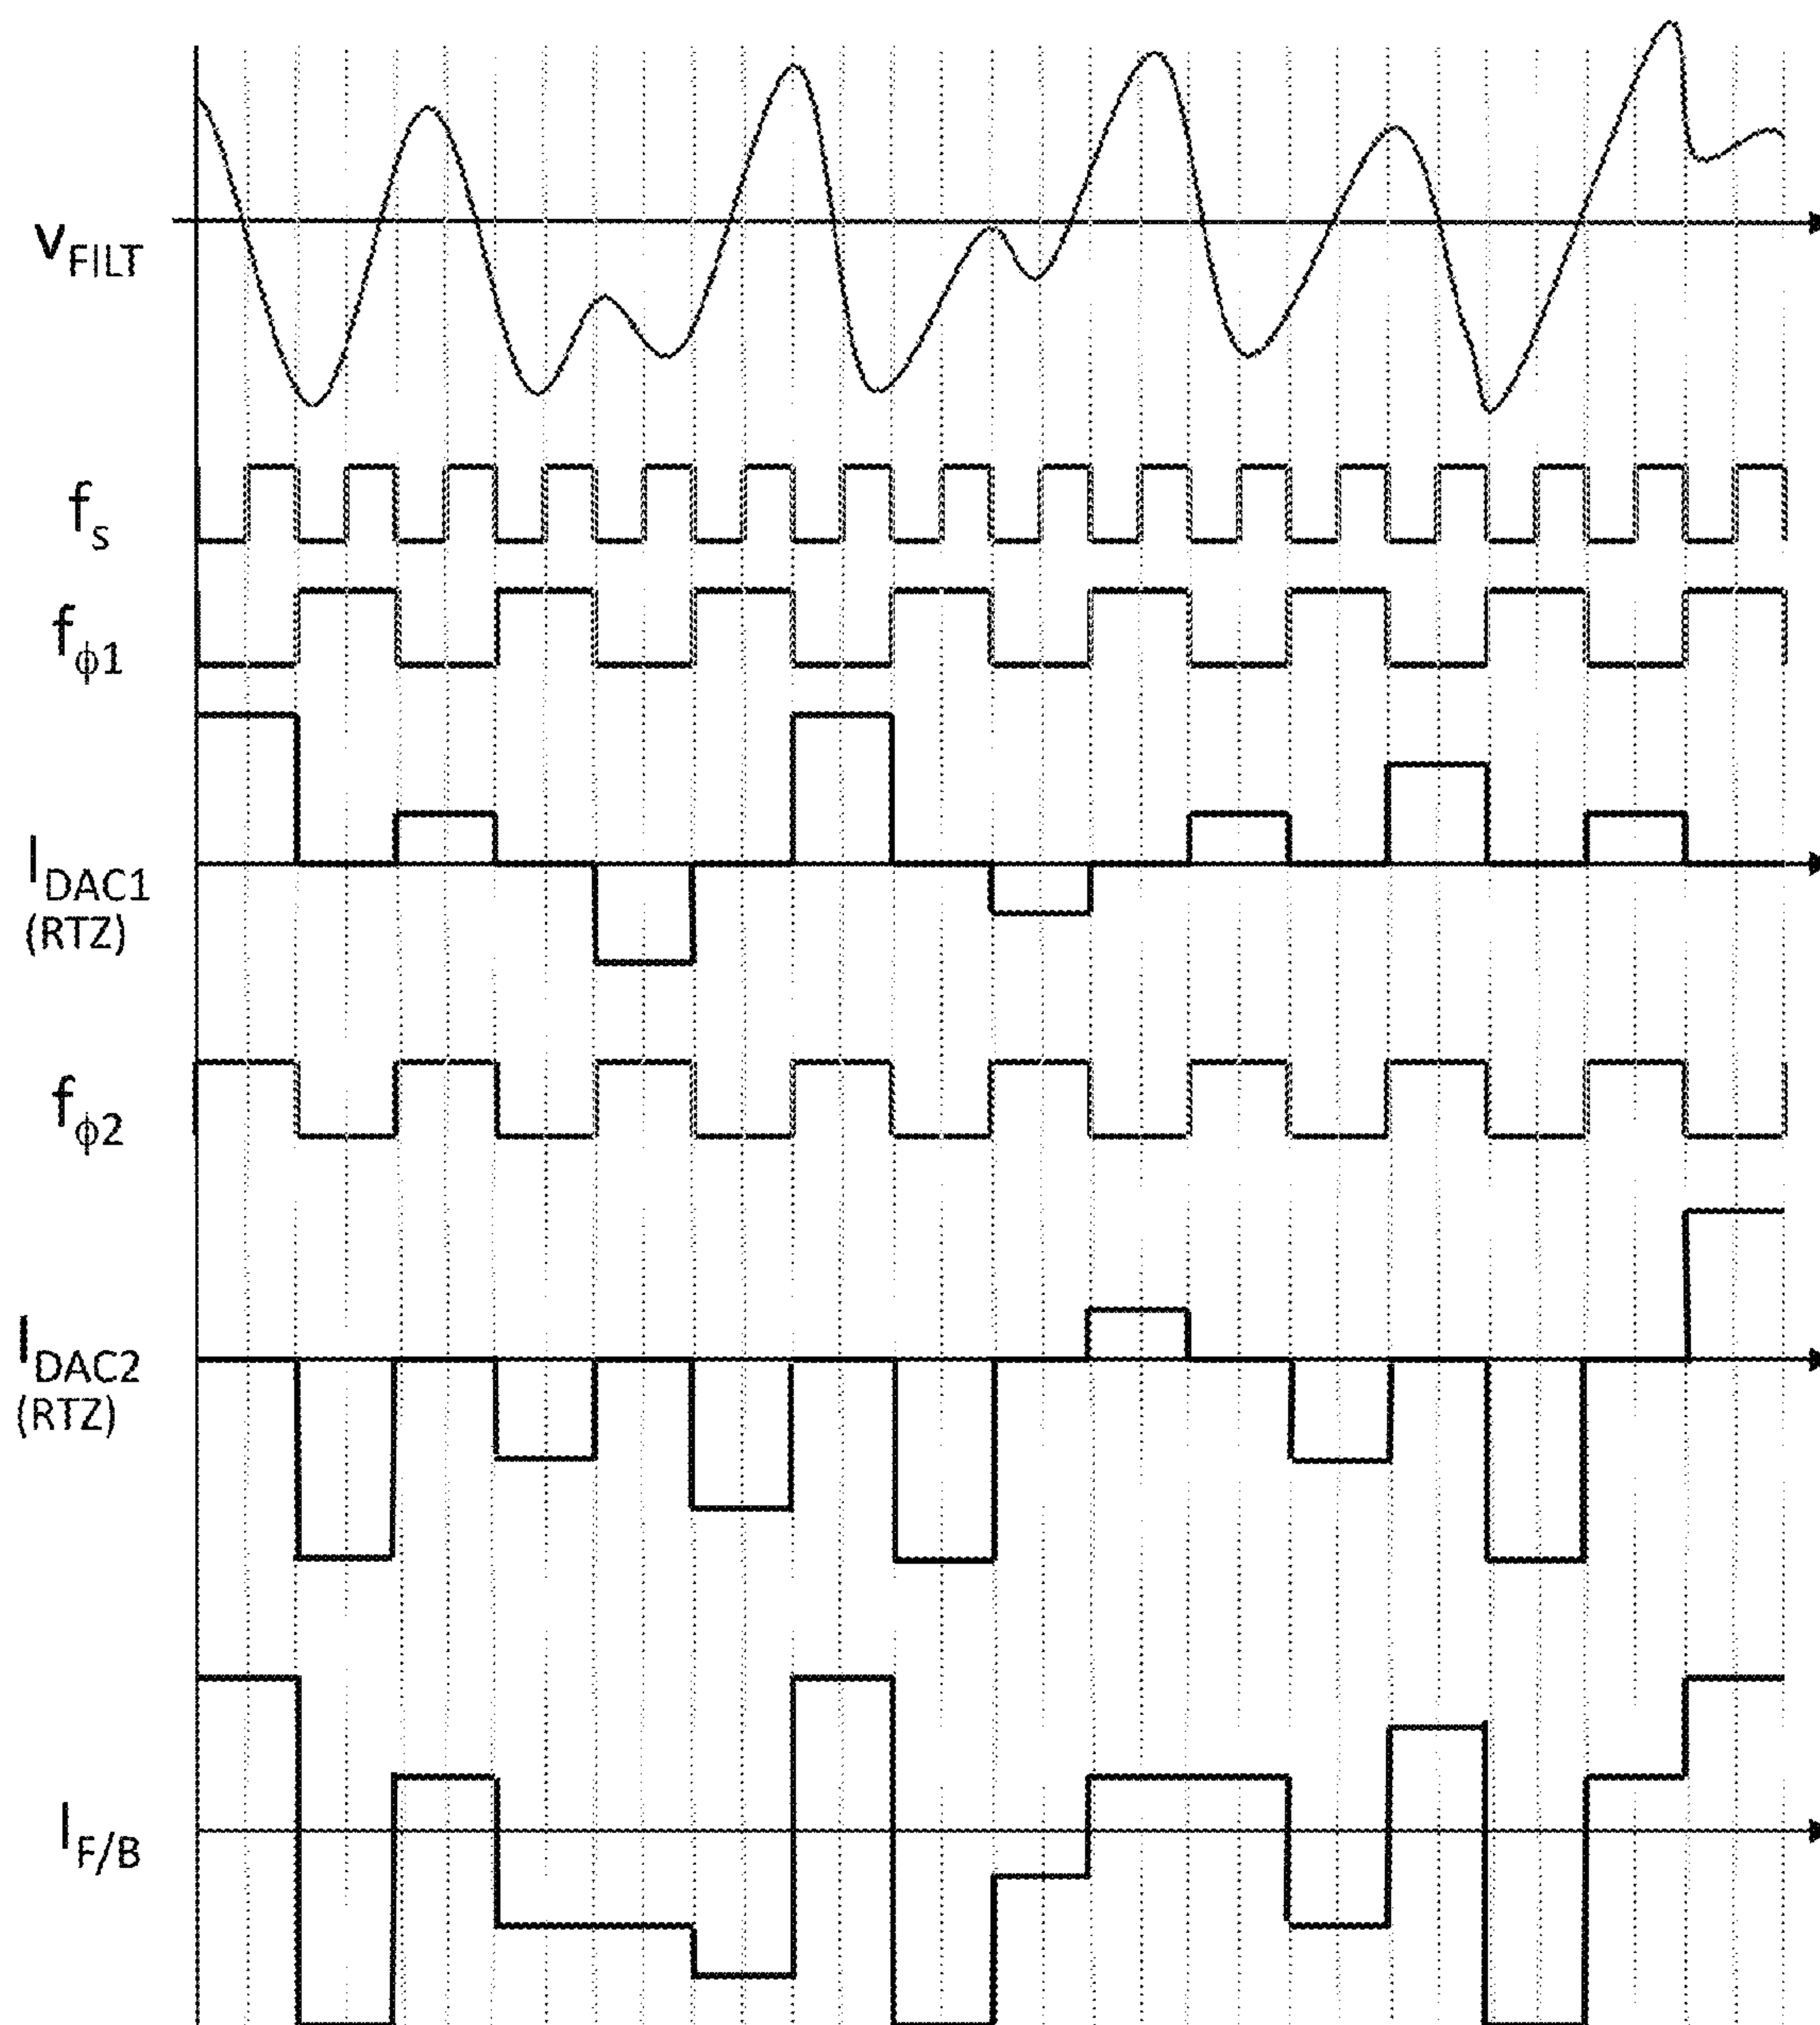 VFILT
fs
fϕ1
IDAC1
(RTZ)
fϕ2
IDAC2
(RTZ)
IF/B